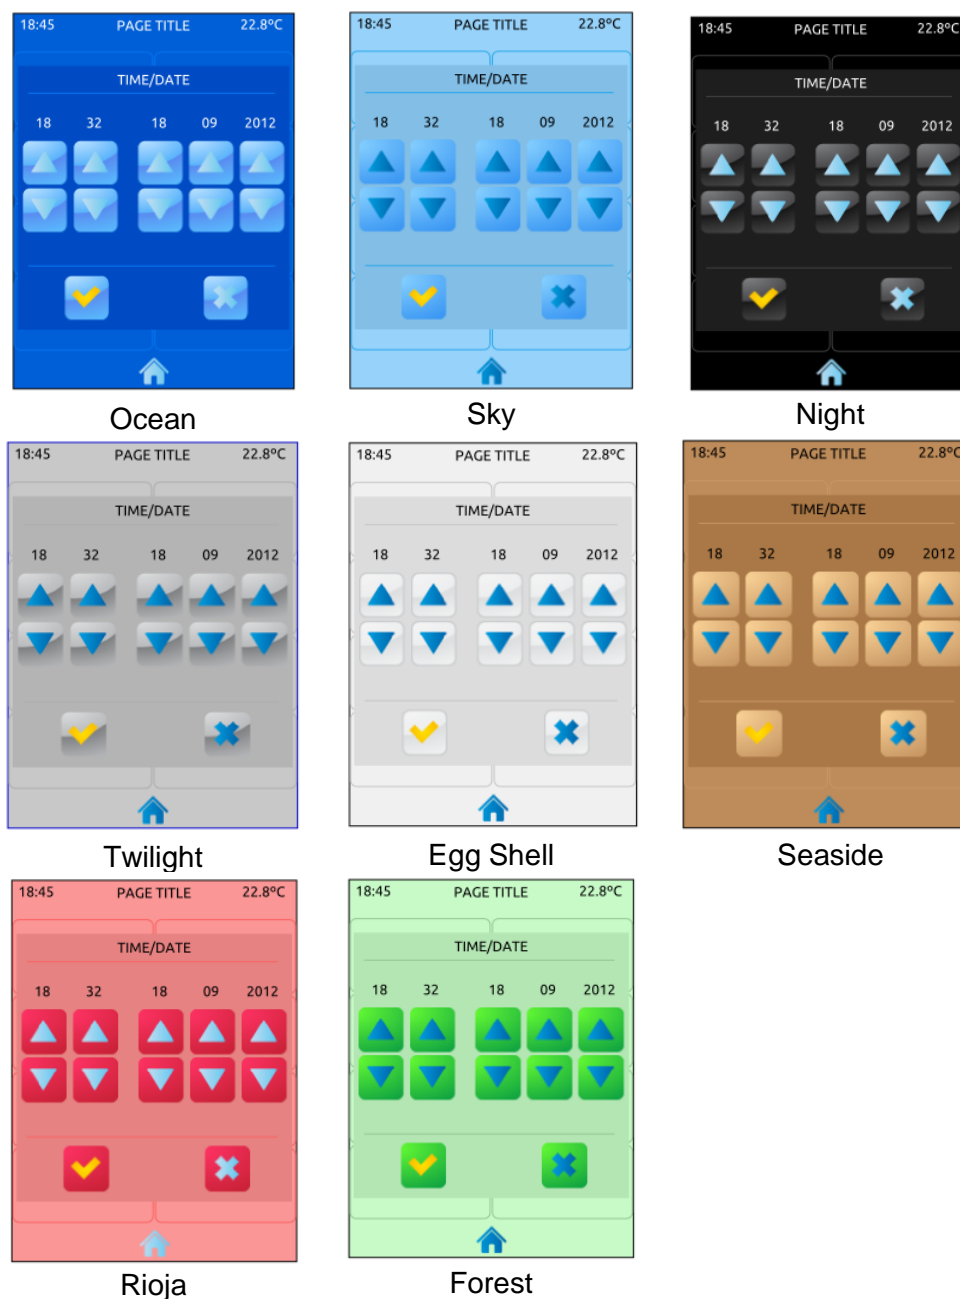 18:45 PAGE TITLE 22.8ºC
TIME/DATE
18 32 18 09 2012
Ocean
18:45 PAGE TITLE 22.8ºC
TIME/DATE
18 32 18 09 2012
Sky
18:45 PAGE TITLE 22.8ºC
TIME/DATE
18 32 18 09 2012
Night
18:45 PAGE TITLE 22.8ºC
TIME/DATE
18 32 18 09 2012
Twilight
18:45 PAGE TITLE 22.8ºC
TIME/DATE
18 32 18 09 2012
Egg Shell
18:45 PAGE TITLE 22.8ºC
TIME/DATE
18 32 18 09 2012
Seaside
18:45 PAGE TITLE 22.8ºC
TIME/DATE
18 32 18 09 2012
Rioja
18:45 PAGE TITLE 22.8ºC
TIME/DATE
18 32 18 09 2012
Forest